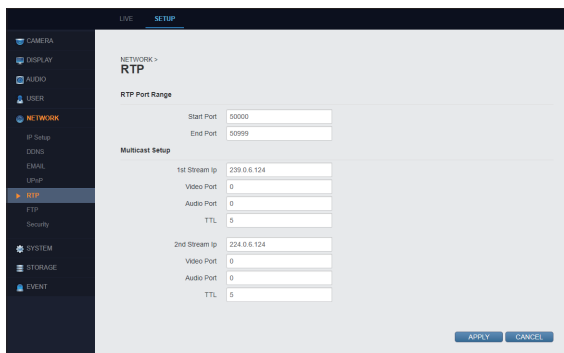 LIVE SETUP
CAMERA
DISPLAY
AUDIO
USER
NETWORK
IP Setup
DDNS
EMAIL
UPnP
RTP
FTP
Security
SYSTEM
STORAGE
EVENT
NETWORK >
RTP
RTP Port Range
Start Port 50000
End Port 50999
Multicast Setup
1st Stream Ip 239.0.6.124
Video Port 0
Audio Port 0
TTL 5
2nd Stream Ip 224.0.6.124
Video Port 0
Audio Port 0
TTL 5
APPLY CANCEL